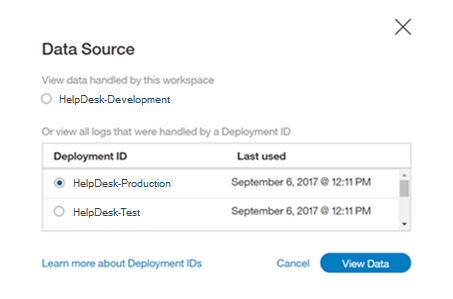 Data Source
View data handled by this workspace
HelpDesk-Development
Or view all logs that were handled by a Deployment ID
Deployment ID Last used
HelpDesk-Production September 6, 2017 @ 12:11 PM
HelpDesk-Test September 6, 2017 @ 12:11 PM
Learn more about Deployment IDs Cancel View Data